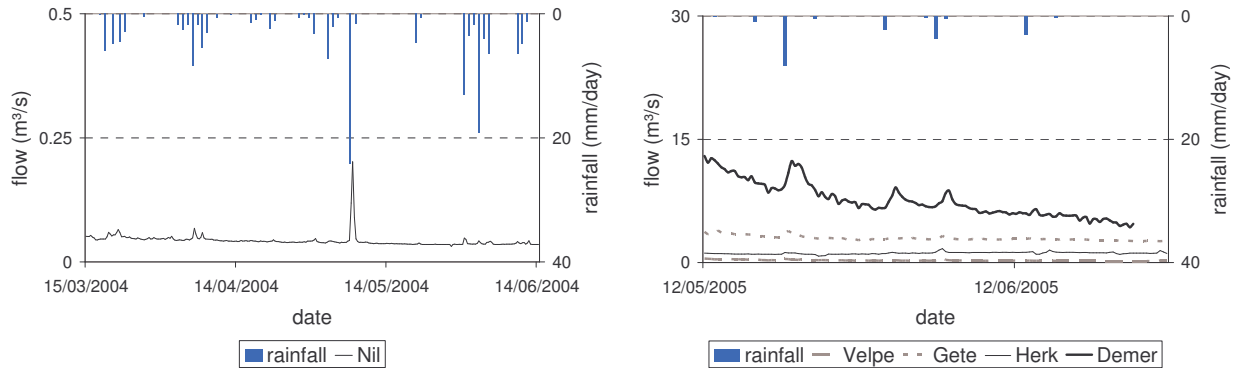 0.5
0.25
0
flow (m³/s)
0
20
40
rainfall (mm/day)
15/03/2004 14/04/2004 14/05/2004 14/06/2004
date
rainfall Nil
30
15
0
flow (m³/s)
0
20
40
rainfall (mm/day)
12/05/2005 12/06/2005
date
rainfall Velpe Gete Herk Demer